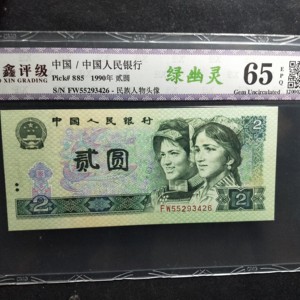 鑫评级
XIN GRADING
中国 / 中国人民银行
Pick# 885 1990年 贰圆
S/N FW55293426 - 民族人物头像
绿幽灵
65 EPQ
Gem Uncirculated
中国人民银行
贰圆
2
2
FW55293426